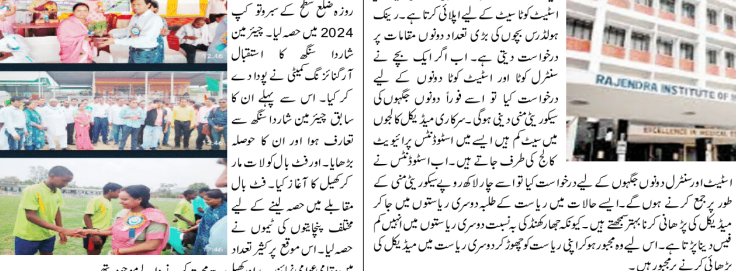 اسٹیٹ کوٹا سیٹ کے لیے اپلائی کرتا ہے۔ رینک
ہولڈرس بچوں کی بڑی تعداد دونوں مقامات پر
درخواست دیتی ہے۔ اب اگر ایک بچے نے
سنٹرل کوٹا اور اسٹیٹ کوٹا دونوں کے لیے
درخواست کیا تو اسے فوراً دونوں جگہوں کی
سیکوریٹی منی دینی ہوگی۔ سرکاری میڈیکل کالجوں
میں سیٹ کم ہیں ایسے میں اسٹوڈنٹس پرائیویٹ
کالج کی طرف جاتے ہیں۔ اب اسٹوڈنٹس نے
اسٹیٹ اور سنٹرل دونوں جگہوں کے لیے درخواست کیا تو اسے چار لاکھ روپے سیکوریٹی منی کے
طور پر جمع کرنے ہوں گے۔ ایسے حالات میں ریاست کے طلبہ دوسری ریاستوں میں جا کر
میڈیکل کی پڑھائی کرنا بہتر سمجھتے ہیں۔ کیونکہ جھارکھنڈ کی بہ نسبت دوسری ریاستوں میں انہیں کم
فیس دینا پڑتا ہے۔ اس لیے وہ مجبور ہو کر اپنی ریاست کو چھوڑ کر دوسری ریاست میں میڈیکل کی
پڑھائی کرنے پر مجبور ہیں۔
RAJENDRA INSTITUTE OF
EXCELLENCE IN MEDICAL
روزہ ضلع سطح کے سبروتو کپ
2024 میں حصہ لیا۔ چیئرمین
شاردا سنگھ کا استقبال
آرگنائزنگ کمیٹی نے پودا دے
کر کیا۔ اس سے پہلے ان کا
سابق چیئرمین شاردا سنگھ سے
تعارف ہوا اور ان کا حوصلہ
بڑھایا۔ اور فٹ بال کو لات مار
کر کھیل کا آغاز کیا۔ فٹ بال
مقابلے میں حصہ لینے کے لیے
مختلف پنچایتوں کی ٹیموں نے
حصہ لیا۔ اس موقع پر کثیر تعداد